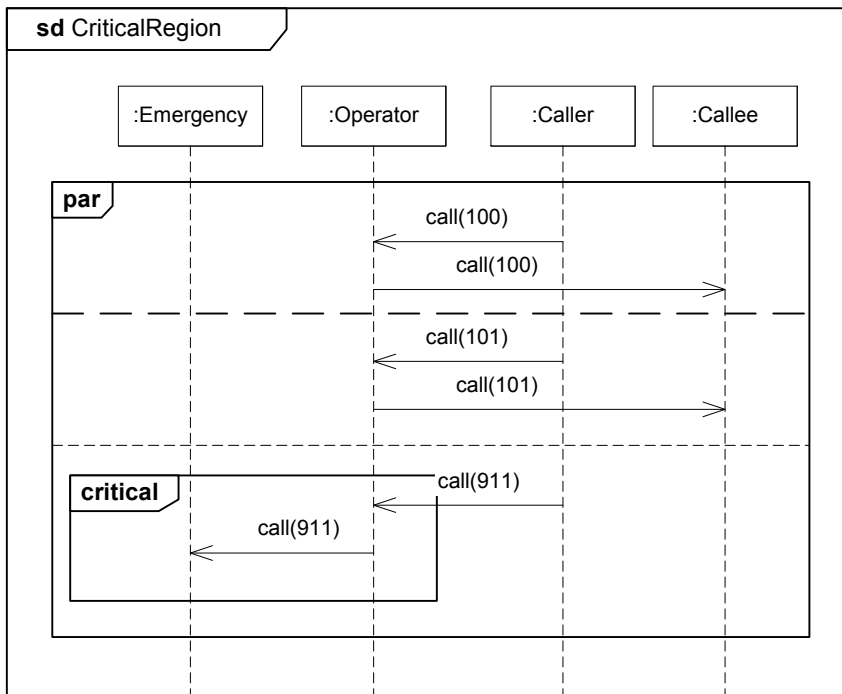 sd CriticalRegion
:Emergency :Operator :Caller :Callee
par
call(100)
call(100)
call(101)
call(101)
critical
call(911)
call(911)